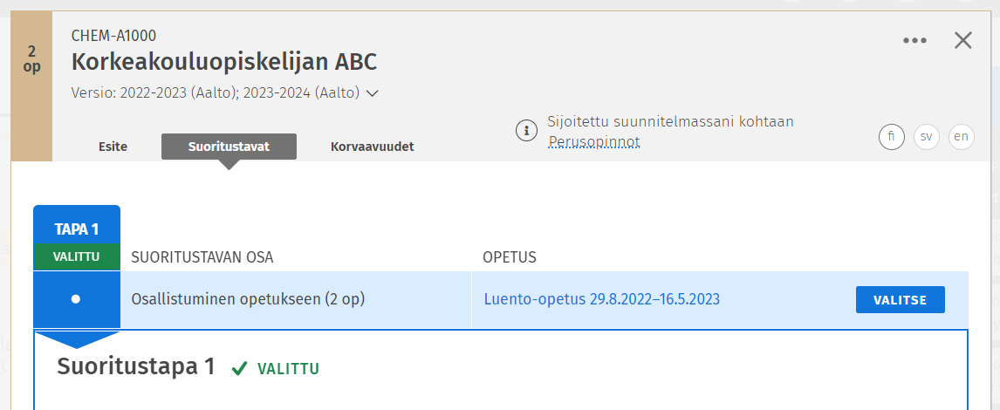 2
op
CHEM-A1000
Korkeakouluopiskelijan ABC
Versio: 2022-2023 (Aalto); 2023-2024 (Aalto)
Sijoitettu suunnitelmassani kohtaan
Perusopinnot
fi sv en
Esite Suoritustavat Korvaavuudet
TAPA 1
VALITTU SUORITUSTAVAN OSA OPETUS
Osallistuminen opetukseen (2 op) Luento-opetus 29.8.2022–16.5.2023 VALITSE
Suoritustapa 1 VALITTU